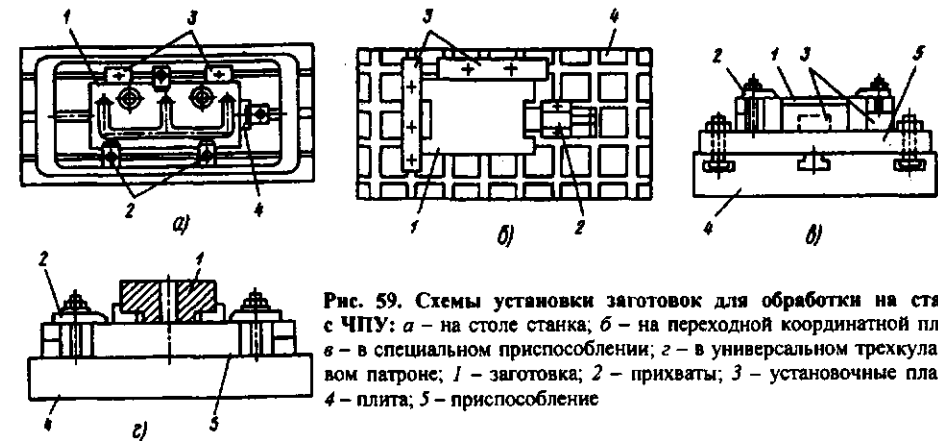 1 3
2 4
а)
3 4
1 2
б)
2 1 3 5
4
в)
2 1
4 5
г)
Рис. 59. Схемы установки заготовок для обработки на ста
с ЧПУ: а – на столе станка; б – на переходной координатной пл
в – в специальном приспособлении; г – в универсальном трехкула
вом патроне; 1 – заготовка; 2 – прихваты; 3 – установочные пла
4 – плита; 5 – приспособление